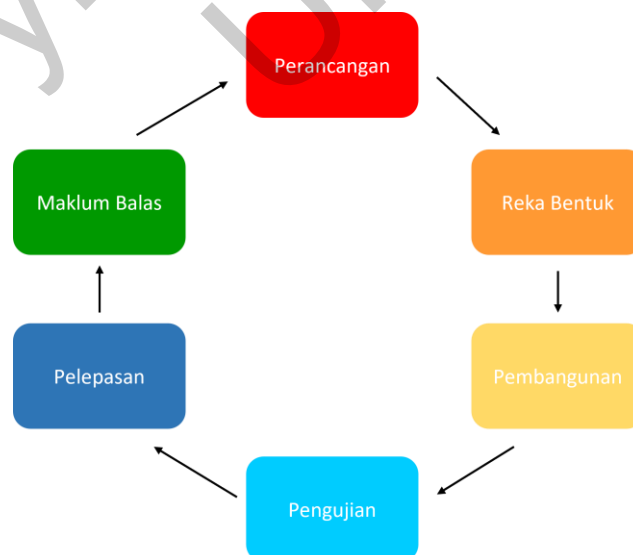 Perancangan
Maklum Balas
Reka Bentuk
Pelepasan
Pembangunan
Pengujian